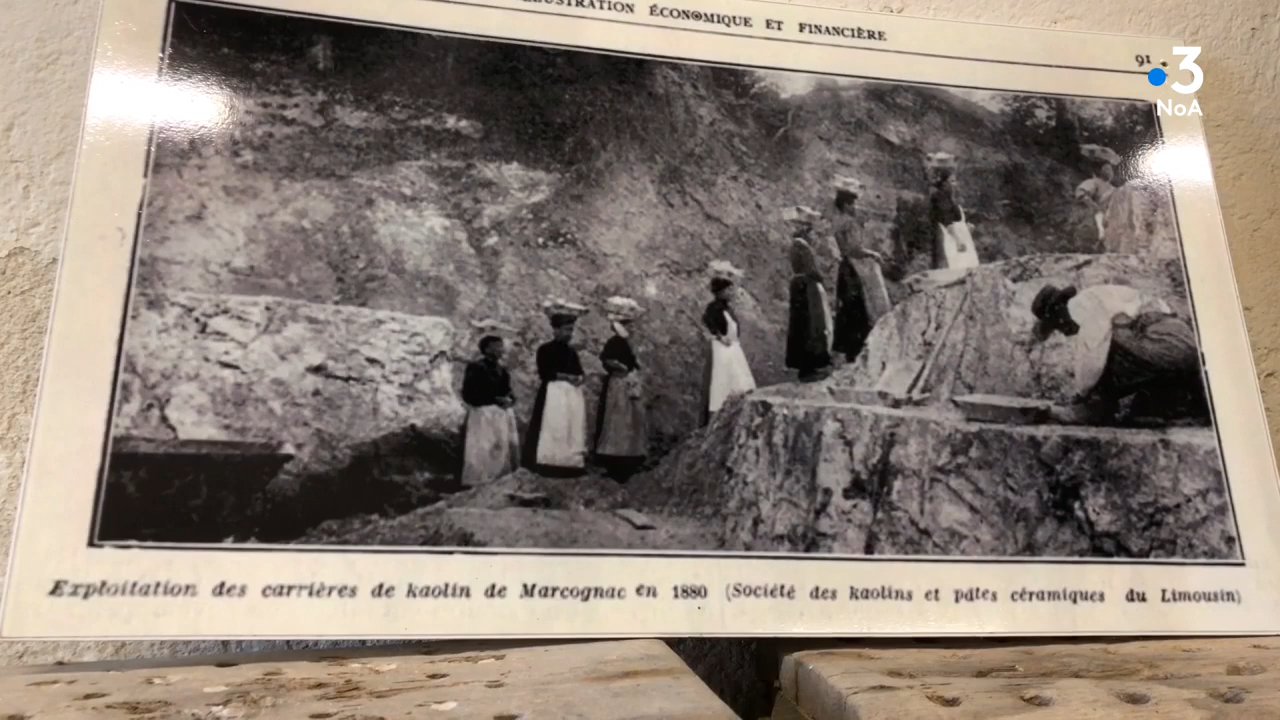 ILLUSTRATION ÉCONOMIQUE ET FINANCIÈRE
91
3
NoA
Exploitation des carrières de kaolin de Marcognac en 1880 (Société des kaolins et pâtes céramiques du Limousin)